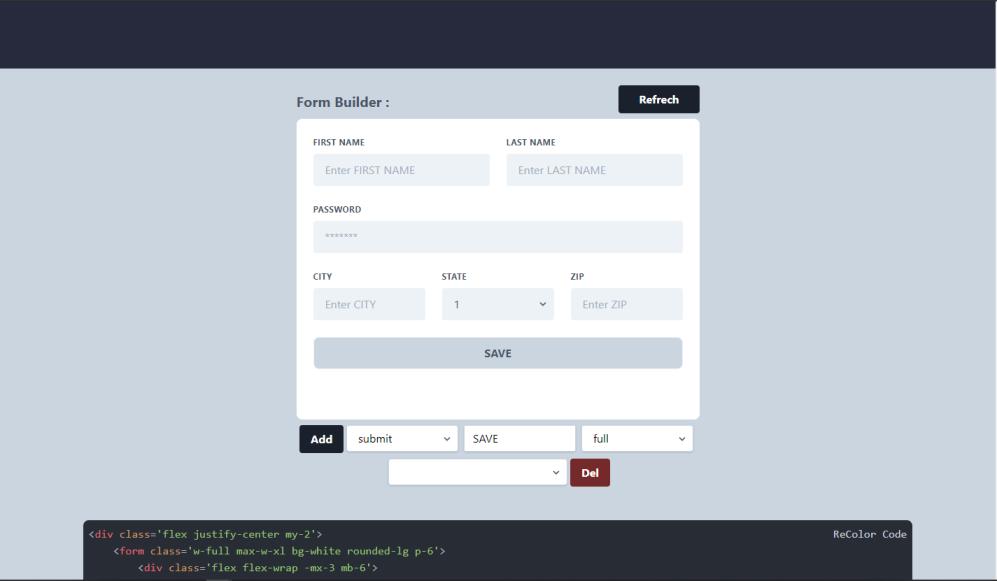 Form Builder :
Refrech
FIRST NAME
LAST NAME
Enter FIRST NAME
Enter LAST NAME
PASSWORD
*******
CITY
STATE
ZIP
Enter CITY
1
Enter ZIP
SAVE
Add
submit
SAVE
full
Del
<div class='flex justify-center my-2'>
ReColor Code
<form class='w-full max-w-xl bg-white rounded-lg p-6'>
<div class='flex flex-wrap -mx-3 mb-6'>